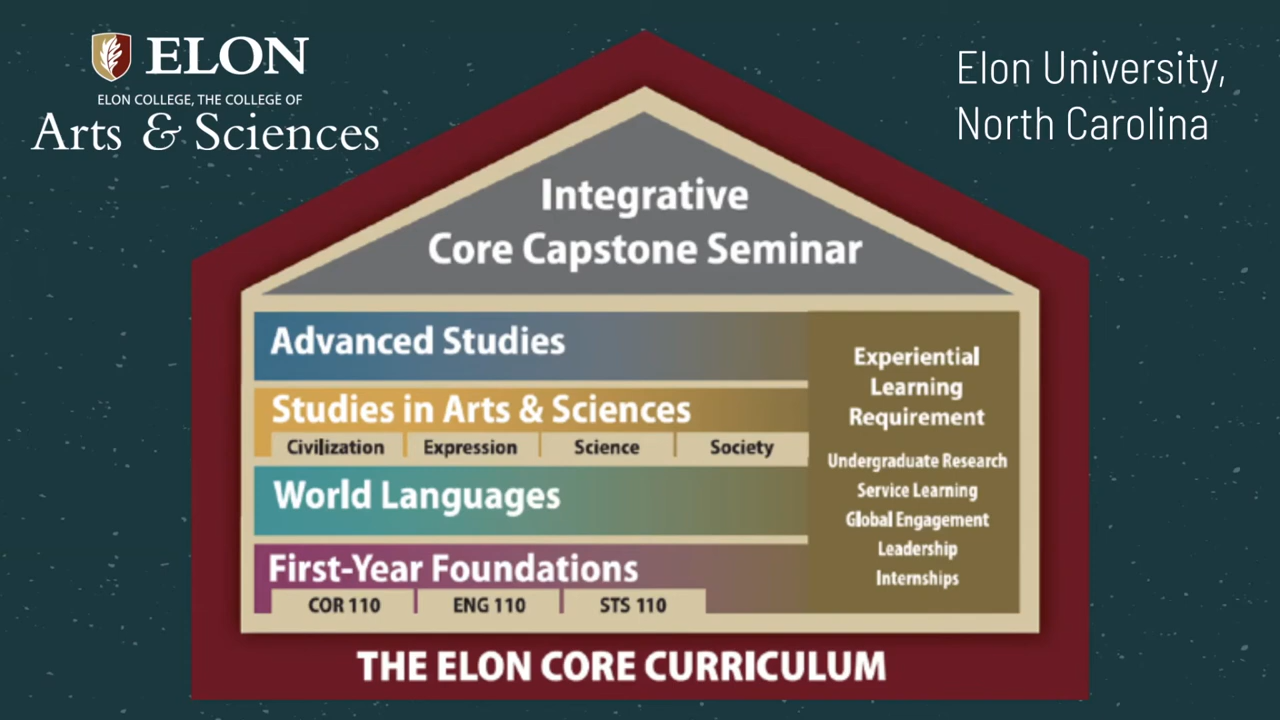 ELON
ELON COLLEGE, THE COLLEGE OF
Arts & Sciences
Elon University,
North Carolina
Integrative
Core Capstone Seminar
Advanced Studies
Studies in Arts & Sciences
Civilization Expression Science Society
World Languages
First-Year Foundations
COR 110 ENG 110 STS 110
Experiential
Learning
Requirement
Undergraduate Research
Service Learning
Global Engagement
Leadership
Internships
THE ELON CORE CURRICULUM